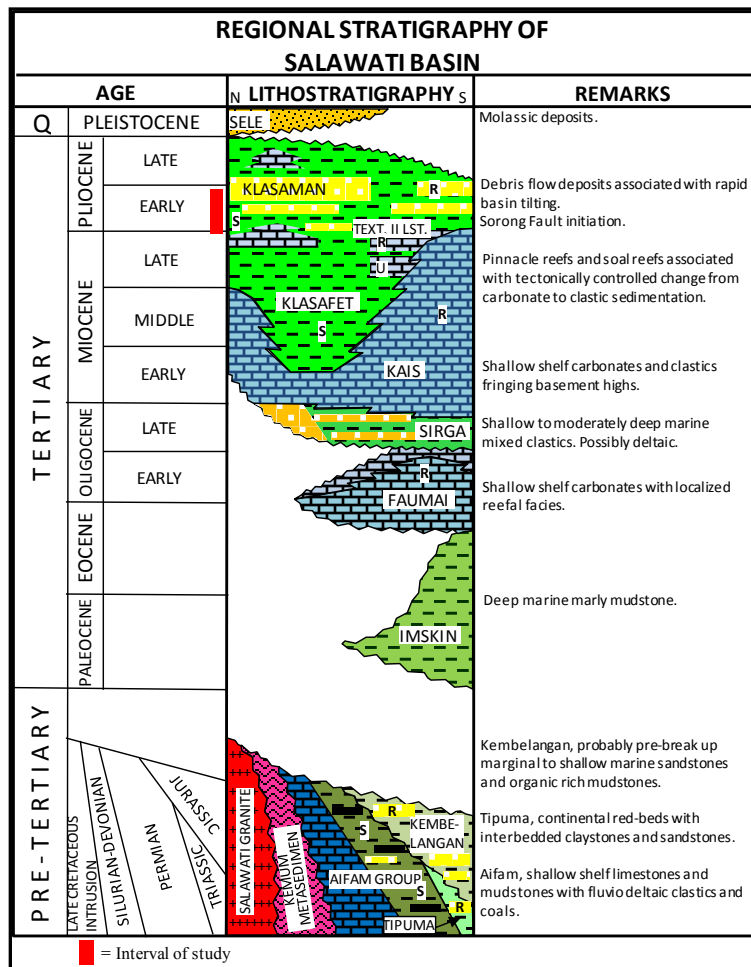 REGIONAL STRATIGRAPHY OF
SALAWATI BASIN
AGE
N LITHOSTRATIGRAPHY S
REMARKS
Q
PLEISTOCENE
SELE
Molassic deposits.
TERTIARY
PLIOCENE
LATE
EARLY
KLASAMAN
R
S
TEXT. II LST.
Debris flow deposits associated with rapid
basin tilting.
Sorong Fault initiation.
MIOCENE
LATE
MIDDLE
EARLY
R
U
KLASAFET
S
R
KAIS
Pinnacle reefs and soal reefs associated
with tectonically controlled change from
carbonate to clastic sedimentation.
Shallow shelf carbonates and clastics
fringing basement highs.
OLIGOCENE
LATE
EARLY
SIRGA
Shallow to moderately deep marine
mixed clastics. Possibly deltaic.
R
FAUMAI
Shallow shelf carbonates with localized
reefal facies.
EOCENE
PALEOCENE
IMSKIN
Deep marine marly mudstone.
PRE-TERTIARY
LATE CRETACEOUS
INTRUSION
SILURIAN-DEVONIAN
PERMIAN
TRIASSIC
JURASSIC
SALAWATI GRANITE
KEMUM
METASEDIMEN
AIFAM GROUP
S
S
R
KEMBE-
LANGAN
R
TIPUMA
Kembelangan, probably pre-break up
marginal to shallow marine sandstones
and organic rich mudstones.
Tipuma, continental red-beds with
interbedded claystones and sandstones.
Aifam, shallow shelf limestones and
mudstones with fluvio deltaic clastics and
coals.
= Interval of study